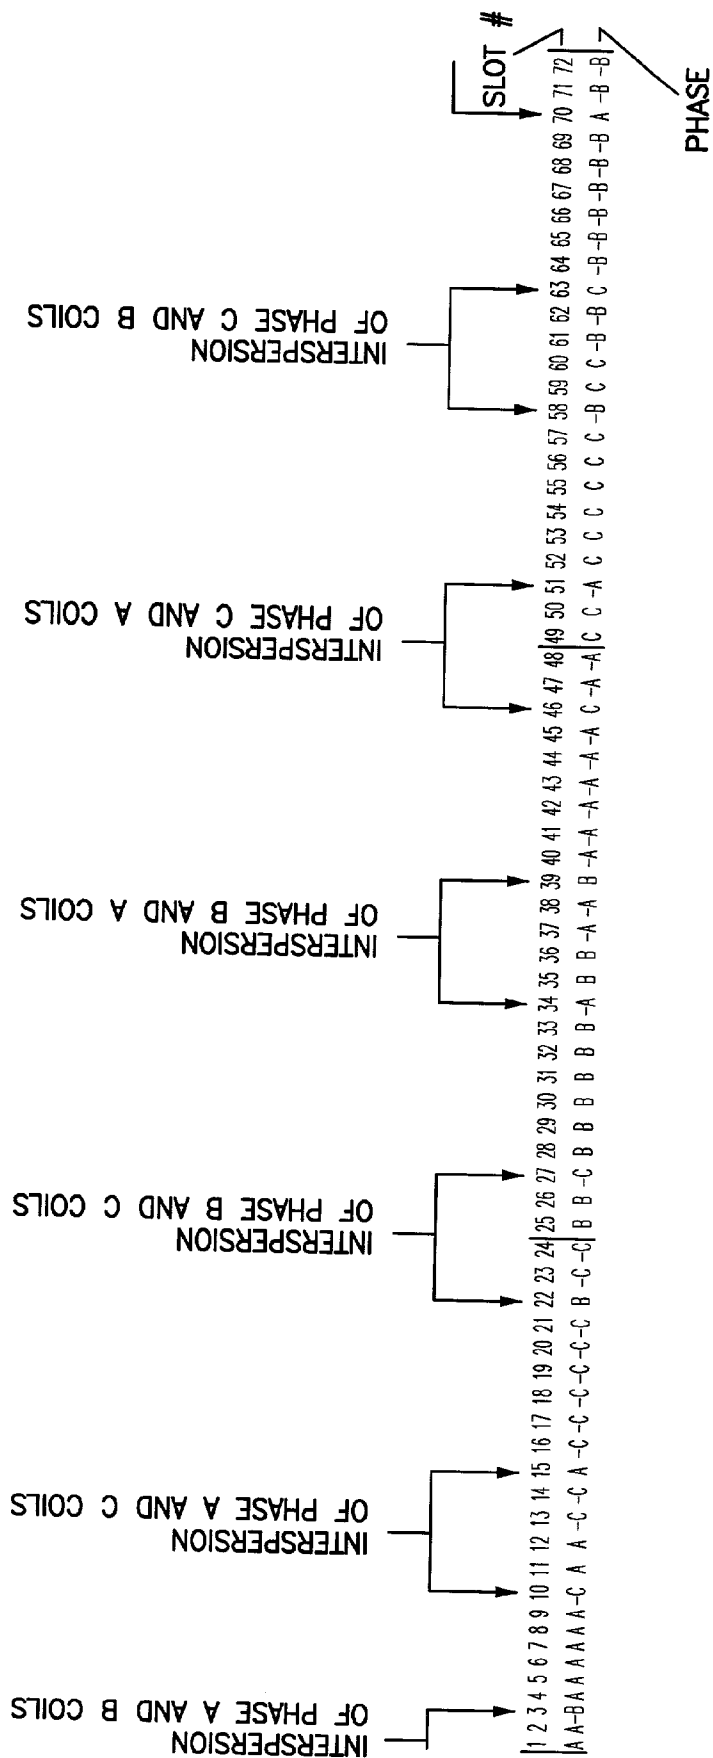 INTERSPERSION
OF PHASE A AND B COILS
INTERSPERSION
OF PHASE A AND C COILS
INTERSPERSION
OF PHASE B AND C COILS
INTERSPERSION
OF PHASE B AND A COILS
INTERSPERSION
OF PHASE C AND A COILS
INTERSPERSION
OF PHASE C AND B COILS
SLOT #
1 2 3 4 5 6 7 8 9 10 11 12 13 14 15 16 17 18 19 20 21 22 23 24 25 26 27 28 29 30 31 32 33 34 35 36 37 38 39 40 41 42 43 44 45 46 47 48 49 50 51 52 53 54 55 56 57 58 59 60 61 62 63 64 65 66 67 68 69 70 71 72
A A -B A A A A A A -C A A -C -C A -C -C -C -C -C -C B -C -C B B -C B B B B B B -A B B -A -A B -A -A -A -A -A -A C -A -A C C -A C C C C C C -B C C -B -B C -B -B -B -B -B -B A -B -B
PHASE